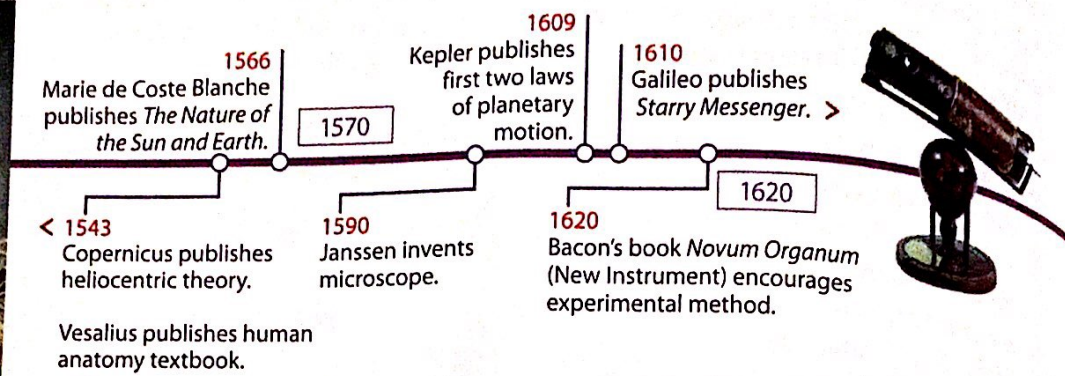 1566
Marie de Coste Blanche
publishes The Nature of
the Sun and Earth.
1570
1609
Kepler publishes
first two laws
of planetary
motion.
1610
Galileo publishes
Starry Messenger. >
< 1543
Copernicus publishes
heliocentric theory.
Vesalius publishes human
anatomy textbook.
1590
Janssen invents
microscope.
1620
Bacon's book Novum Organum
(New Instrument) encourages
experimental method.
1620